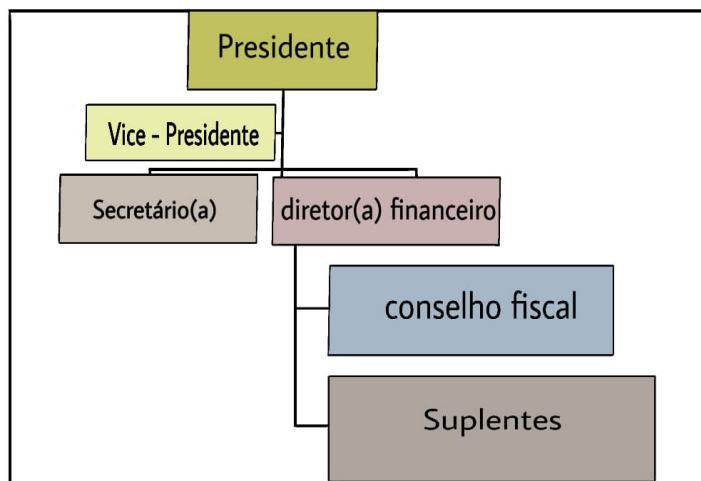 Presidente
Vice - Presidente
Secretário(a)
diretor(a) financeiro
conselho fiscal
Suplentes